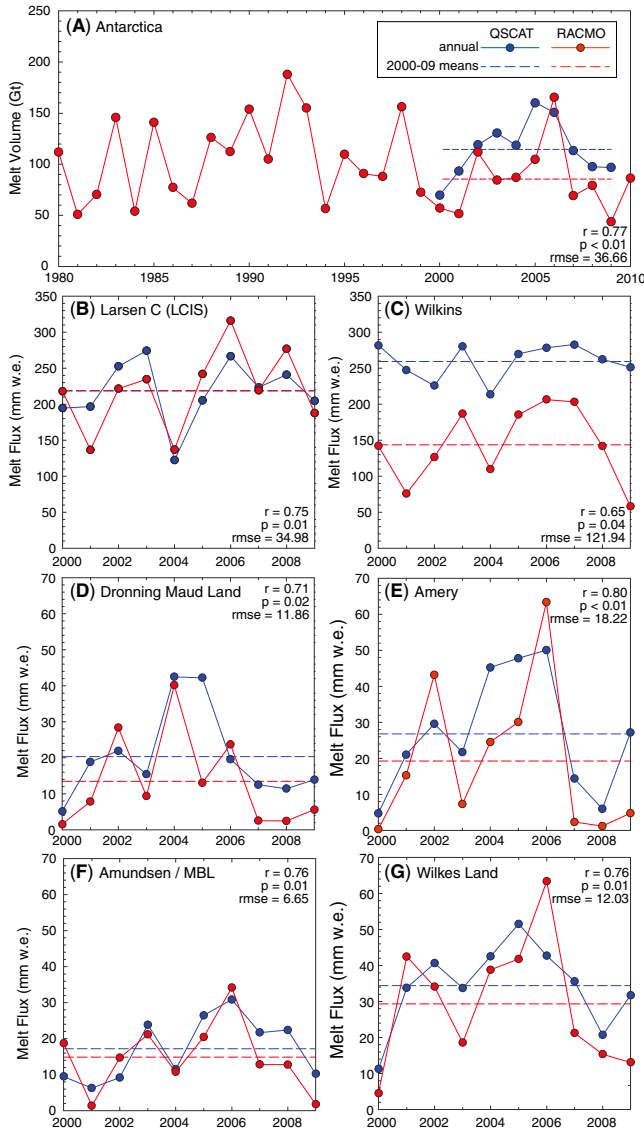 (A) Antarctica
QSCAT RACMO
annual
2000-09 means
Melt Volume (Gt)
250
200
150
100
50
0
r = 0.77
p < 0.01
rmse = 36.66
1980 1985 1990 1995 2000 2005 2010
(B) Larsen C (LCIS)
Melt Flux (mm w.e.)
350
300
250
200
150
100
50
0
r = 0.75
p = 0.01
rmse = 34.98
2000 2002 2004 2006 2008
(C) Wilkins
Melt Flux (mm w.e.)
350
300
250
200
150
100
50
0
r = 0.65
p = 0.04
rmse = 121.94
2000 2002 2004 2006 2008
(D) Dronning Maud Land
r = 0.71
p = 0.02
rmse = 11.86
Melt Flux (mm w.e.)
70
60
50
40
30
20
10
0
2000 2002 2004 2006 2008
(E) Amery
r = 0.80
p < 0.01
rmse = 18.22
Melt Flux (mm w.e.)
70
60
50
40
30
20
10
0
2000 2002 2004 2006 2008
(F) Amundsen / MBL
r = 0.76
p = 0.01
rmse = 6.65
Melt Flux (mm w.e.)
70
60
50
40
30
20
10
0
2000 2002 2004 2006 2008
(G) Wilkes Land
r = 0.76
p = 0.01
rmse = 12.03
Melt Flux (mm w.e.)
70
60
50
40
30
20
10
0
2000 2002 2004 2006 2008